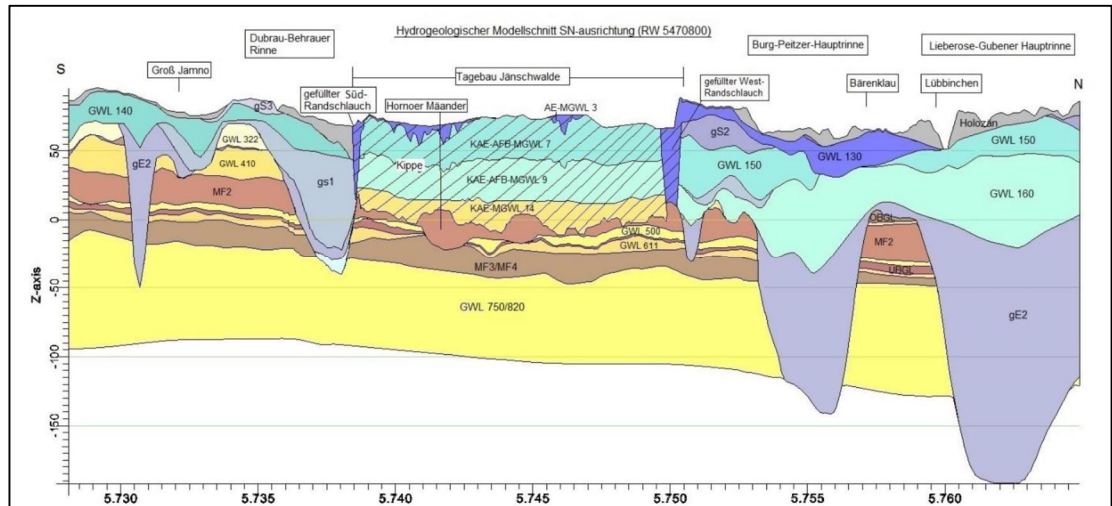 Hydrogeologischer Modellschnitt SN-ausrichtung (RW 5470800)
Dubrau-Behrauer
Rinne
Burg-Peitzer-Hauptrinne
Lieberose-Gubener Hauptrinne
S
Groß Jamno
gefüllter Süd-
Randschlauch
Tagebau Jänschwalde
Hornoer Mäander
AE-MGWL 3
gefüllter West-
Randschlauch
Bärenklau
Lübbinchen
N
GWL 140
gS3
GWL 322
GWL 410
gE2
MF2
gs1
Kippe
KAE-AFB-MGWL 7
KAE-AFB-MGWL 9
KAE-MGWL 14
GWL 500
GWL 611
MF3/MF4
GWL 750/820
gS2
GWL 150
GWL 130
Holozän
GWL 150
GWL 160
OBGL
MF2
UBGL
gE2
Z-axis
50
0
-50
-100
-150
5.730
5.735
5.740
5.745
5.750
5.755
5.760